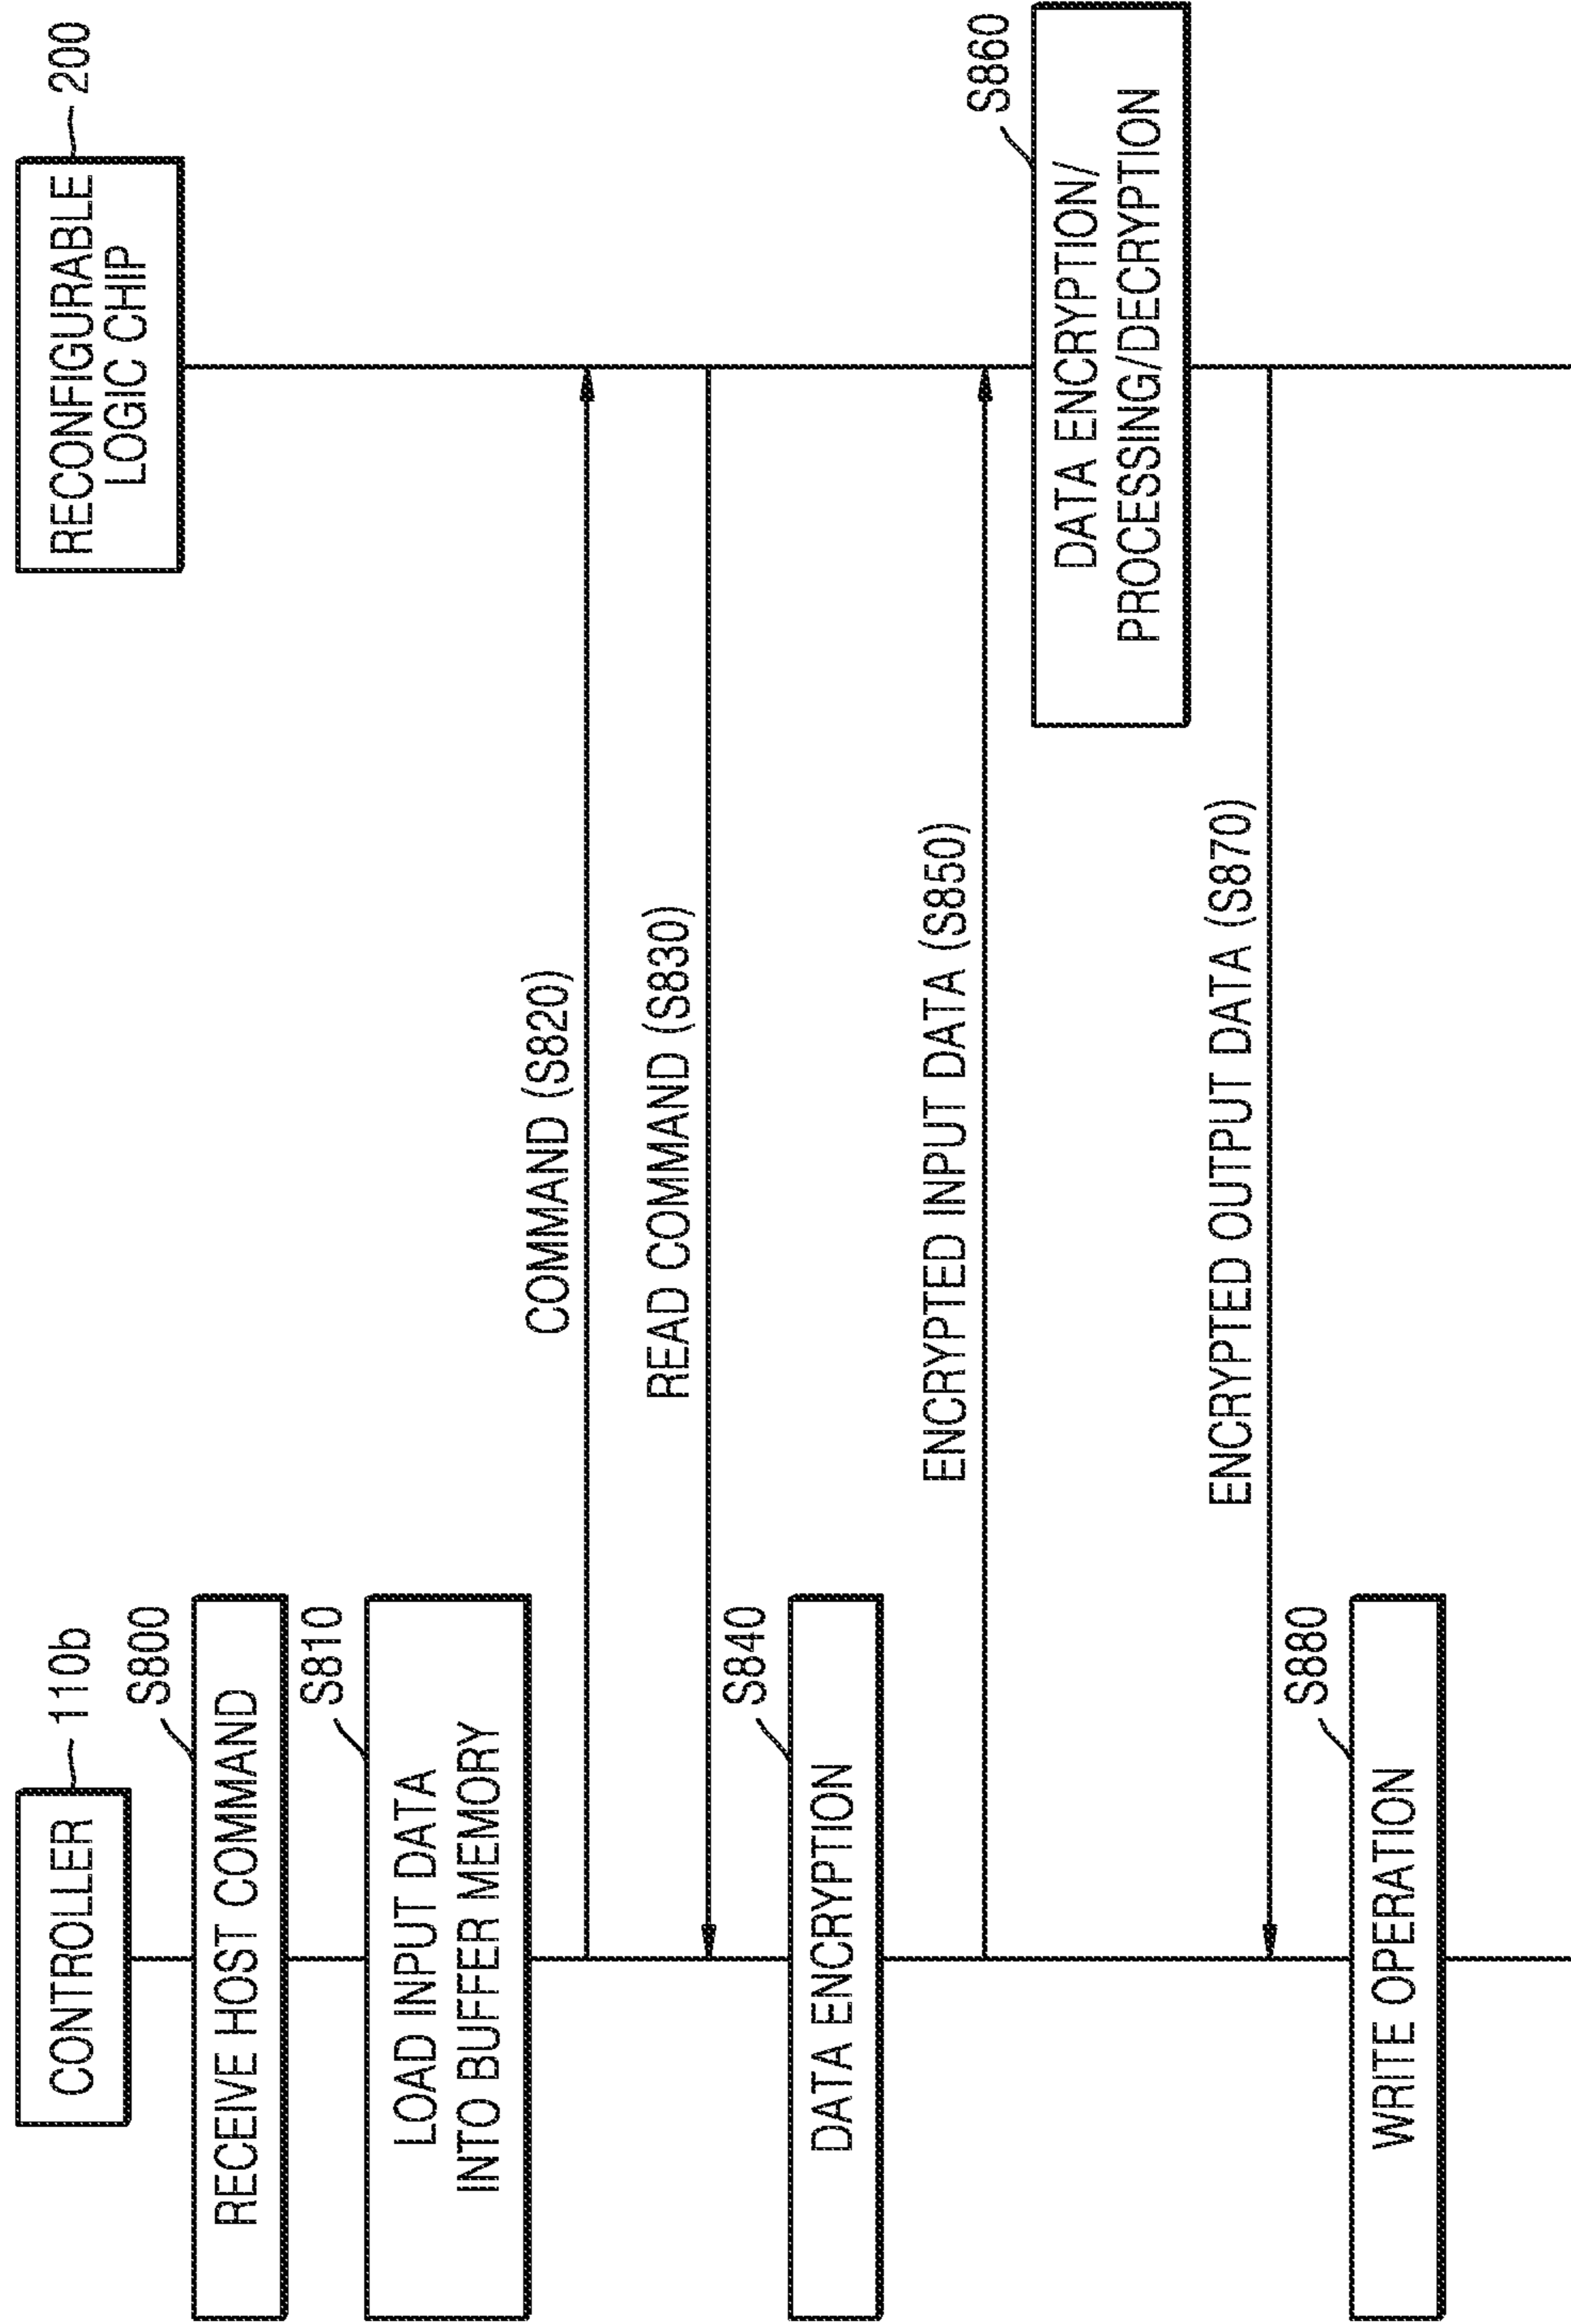 CONTROLLER
110b
RECONFIGURABLE
LOGIC CHIP
200
S800
RECEIVE HOST COMMAND
S810
LOAD INPUT DATA
INTO BUFFER MEMORY
COMMAND (S820)
READ COMMAND (S830)
S840
DATA ENCRYPTION
ENCRYPTED INPUT DATA (S850)
S860
DATA ENCRYPTION/
PROCESSING/DECRYPTION
ENCRYPTED OUTPUT DATA (S870)
S880
WRITE OPERATION